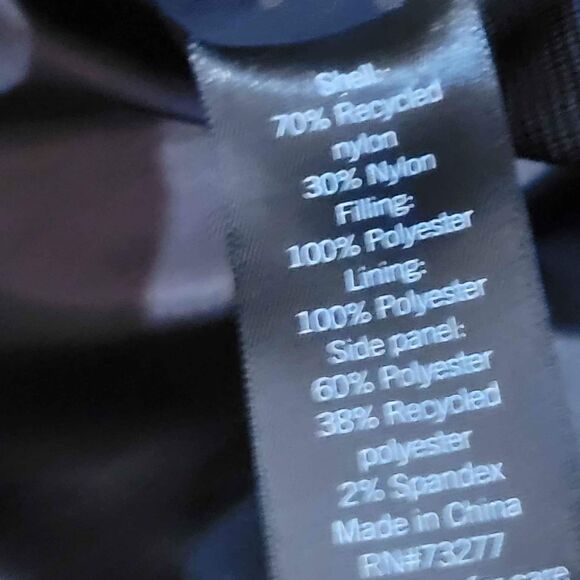 Shell:
70% Recycled
nylon
30% Nylon
Filling:
100% Polyester
Lining:
100% Polyester
Side panel:
60% Polyester
38% Recycled
polyester
2% Spandex
Made in China
RN#73277